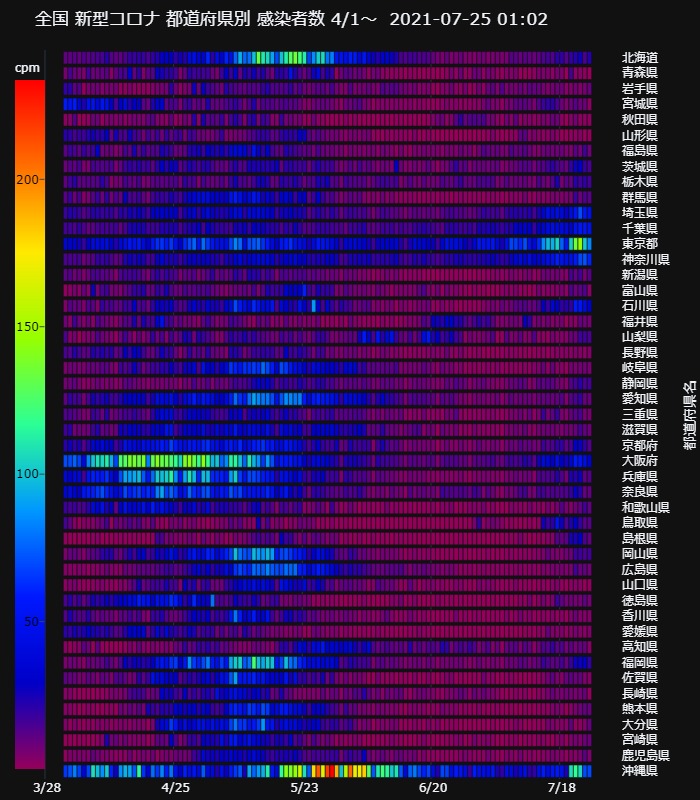 全国 新型コロナ 都道府県別 感染者数 4/1～ 2021-07-25 01:02
cpm
200
150
100
50
北海道
青森県
岩手県
宮城県
秋田県
山形県
福島県
茨城県
栃木県
群馬県
埼玉県
千葉県
東京都
神奈川県
新潟県
富山県
石川県
福井県
山梨県
長野県
岐阜県
静岡県
愛知県
三重県
滋賀県
京都府
大阪府
兵庫県
奈良県
和歌山県
鳥取県
島根県
岡山県
広島県
山口県
徳島県
香川県
愛媛県
高知県
福岡県
佐賀県
長崎県
熊本県
大分県
宮崎県
鹿児島県
沖縄県
都道府県名
3/28 4/25 5/23 6/20 7/18